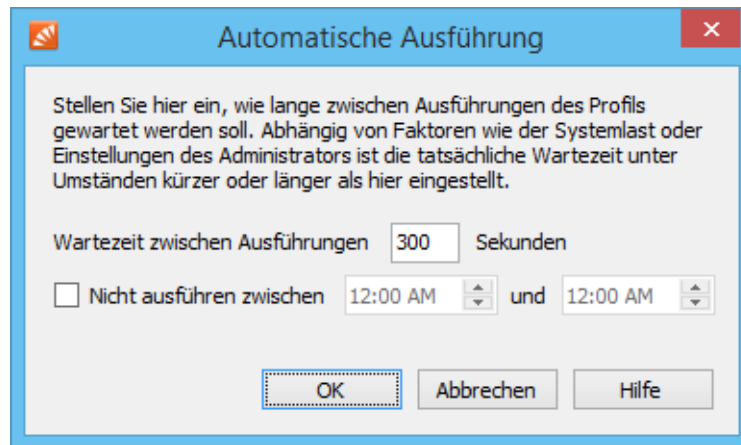 Automatische Ausführung
Stellen Sie hier ein, wie lange zwischen Ausführungen des Profils
gewartet werden soll. Abhängig von Faktoren wie der Systemlast oder
Einstellungen des Administrators ist die tatsächliche Wartezeit unter
Umständen kürzer oder länger als hier eingestellt.
Wartezeit zwischen Ausführungen 300 Sekunden
Nicht ausführen zwischen 12:00 AM und 12:00 AM
OK Abbrechen Hilfe